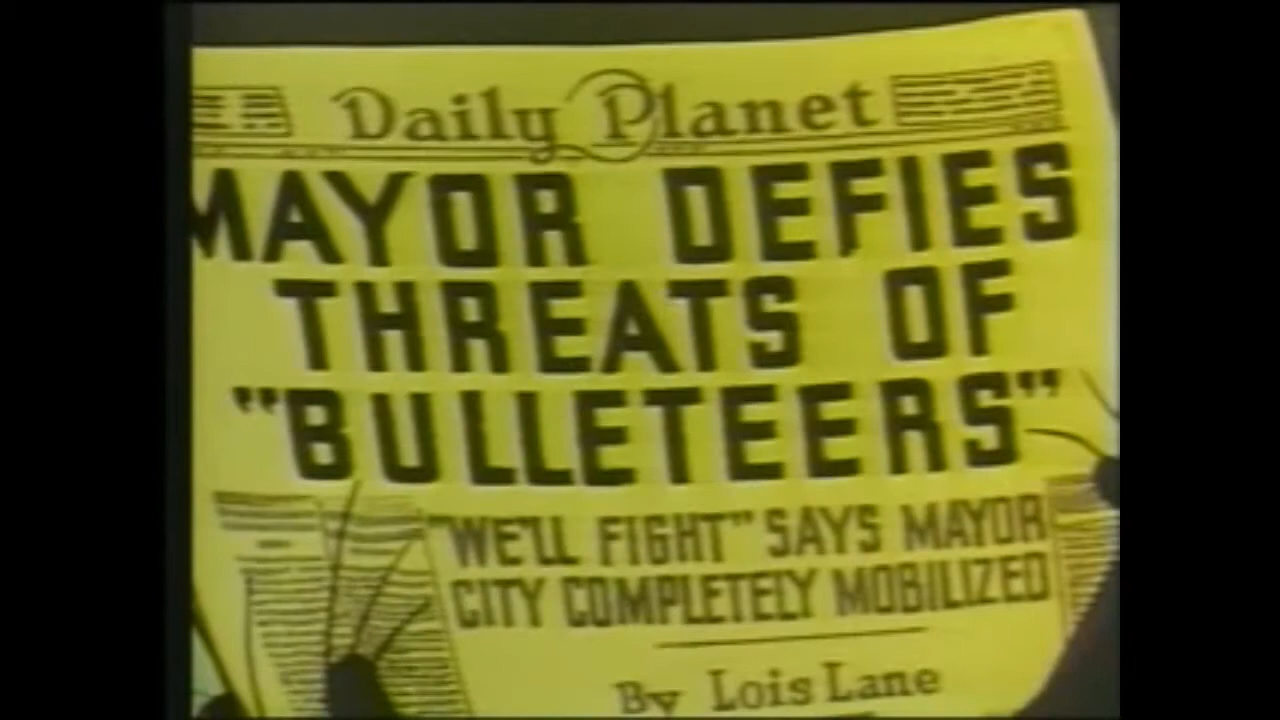 Daily Planet
MAYOR DEFIES
THREATS OF
"BULLETEERS"
"WE'LL FIGHT" SAYS MAYOR
CITY COMPLETELY MOBILIZED
By Lois Lane